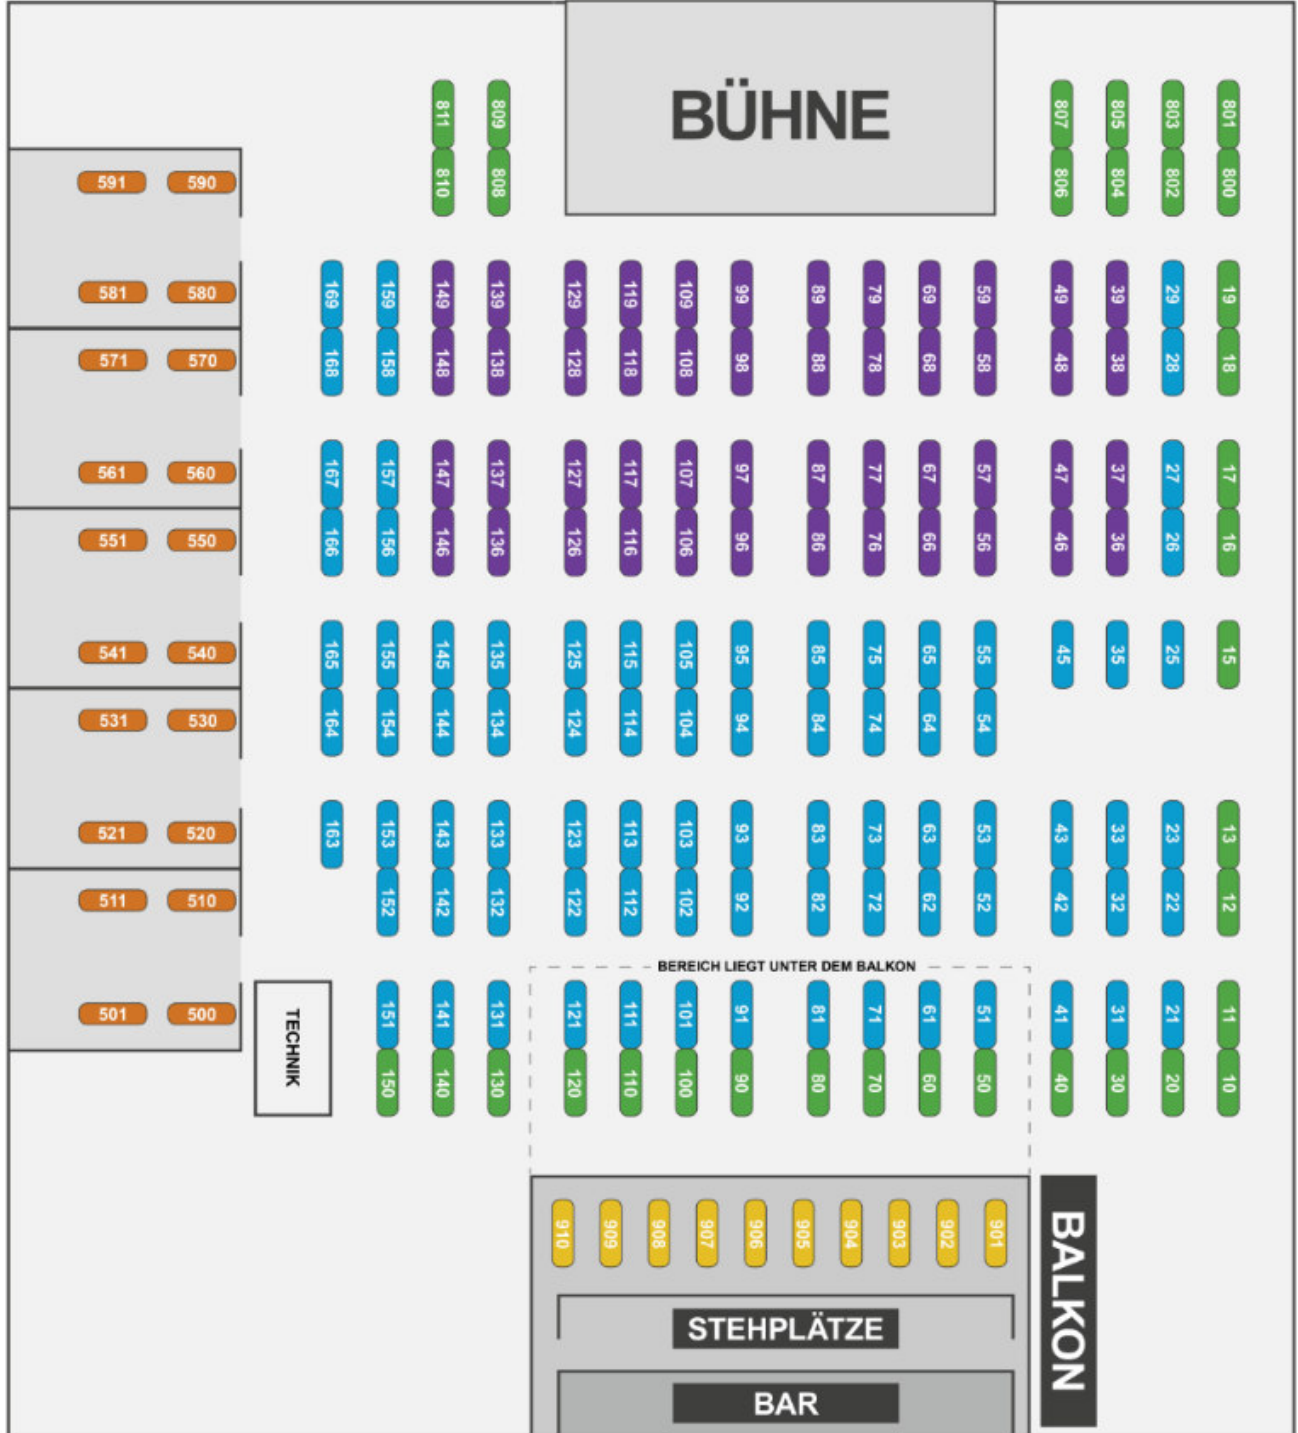 BÜHNE
811 809 807 805 803 801
810 808 806 804 802 800
591 590
581 580
169 159 149 139 129 119 109 99 89 79 69 59 49 39 29 19
571 570
168 158 148 138 128 118 108 98 88 78 68 58 48 38 28 18
561 560
167 157 147 137 127 117 107 97 87 77 67 57 47 37 27 17
551 550
166 156 146 136 126 116 106 96 86 76 66 56 46 36 26 16
541 540
165 155 145 135 125 115 105 95 85 75 65 55 45 35 25 15
531 530
164 154 144 134 124 114 104 94 84 74 64 54
521 520
163 153 143 133 123 113 103 93 83 73 63 53 43 33 23 13
511 510
152 142 132 122 112 102 92 82 72 62 52 42 32 22 12
BEREICH LIEGT UNTER DEM BALKON
501 500
151 141 131 121 111 101 91 81 71 61 51 41 31 21 11
TECHNIK
150 140 130 120 110 100 90 80 70 60 50 40 30 20 10
910 909 908 907 906 905 904 903 902 901
BALKON
STEHPLÄTZE
BAR